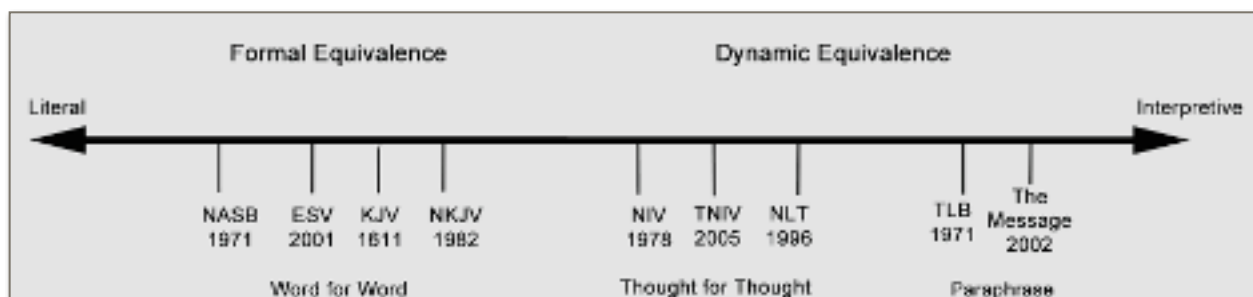 Formal Equivalence Dynamic Equivalence
Literal Interpretive
NASB ESV KJV NKJV NIV TNIV NLT TLB The
1971 2001 1611 1982 1978 2005 1996 1971 Message
2002
Word for Word Thought for Thought Paraphrase